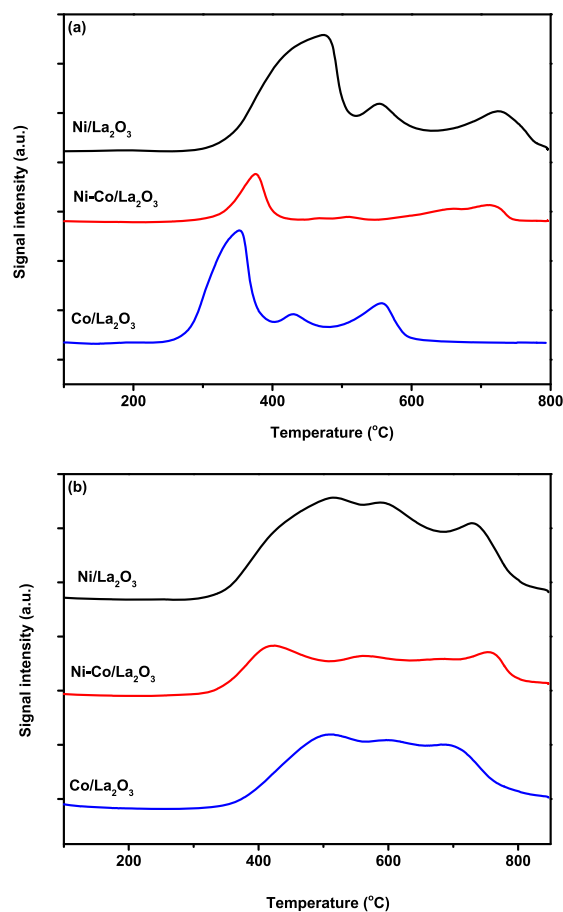 (a)
Ni/La₂O₃
Ni-Co/La₂O₃
Co/La₂O₃
Signal intensity (a.u.)
200 400 600 800
Temperature (°C)
(b)
Ni/La₂O₃
Ni-Co/La₂O₃
Co/La₂O₃
Signal intensity (a.u.)
200 400 600 800
Temperature (°C)